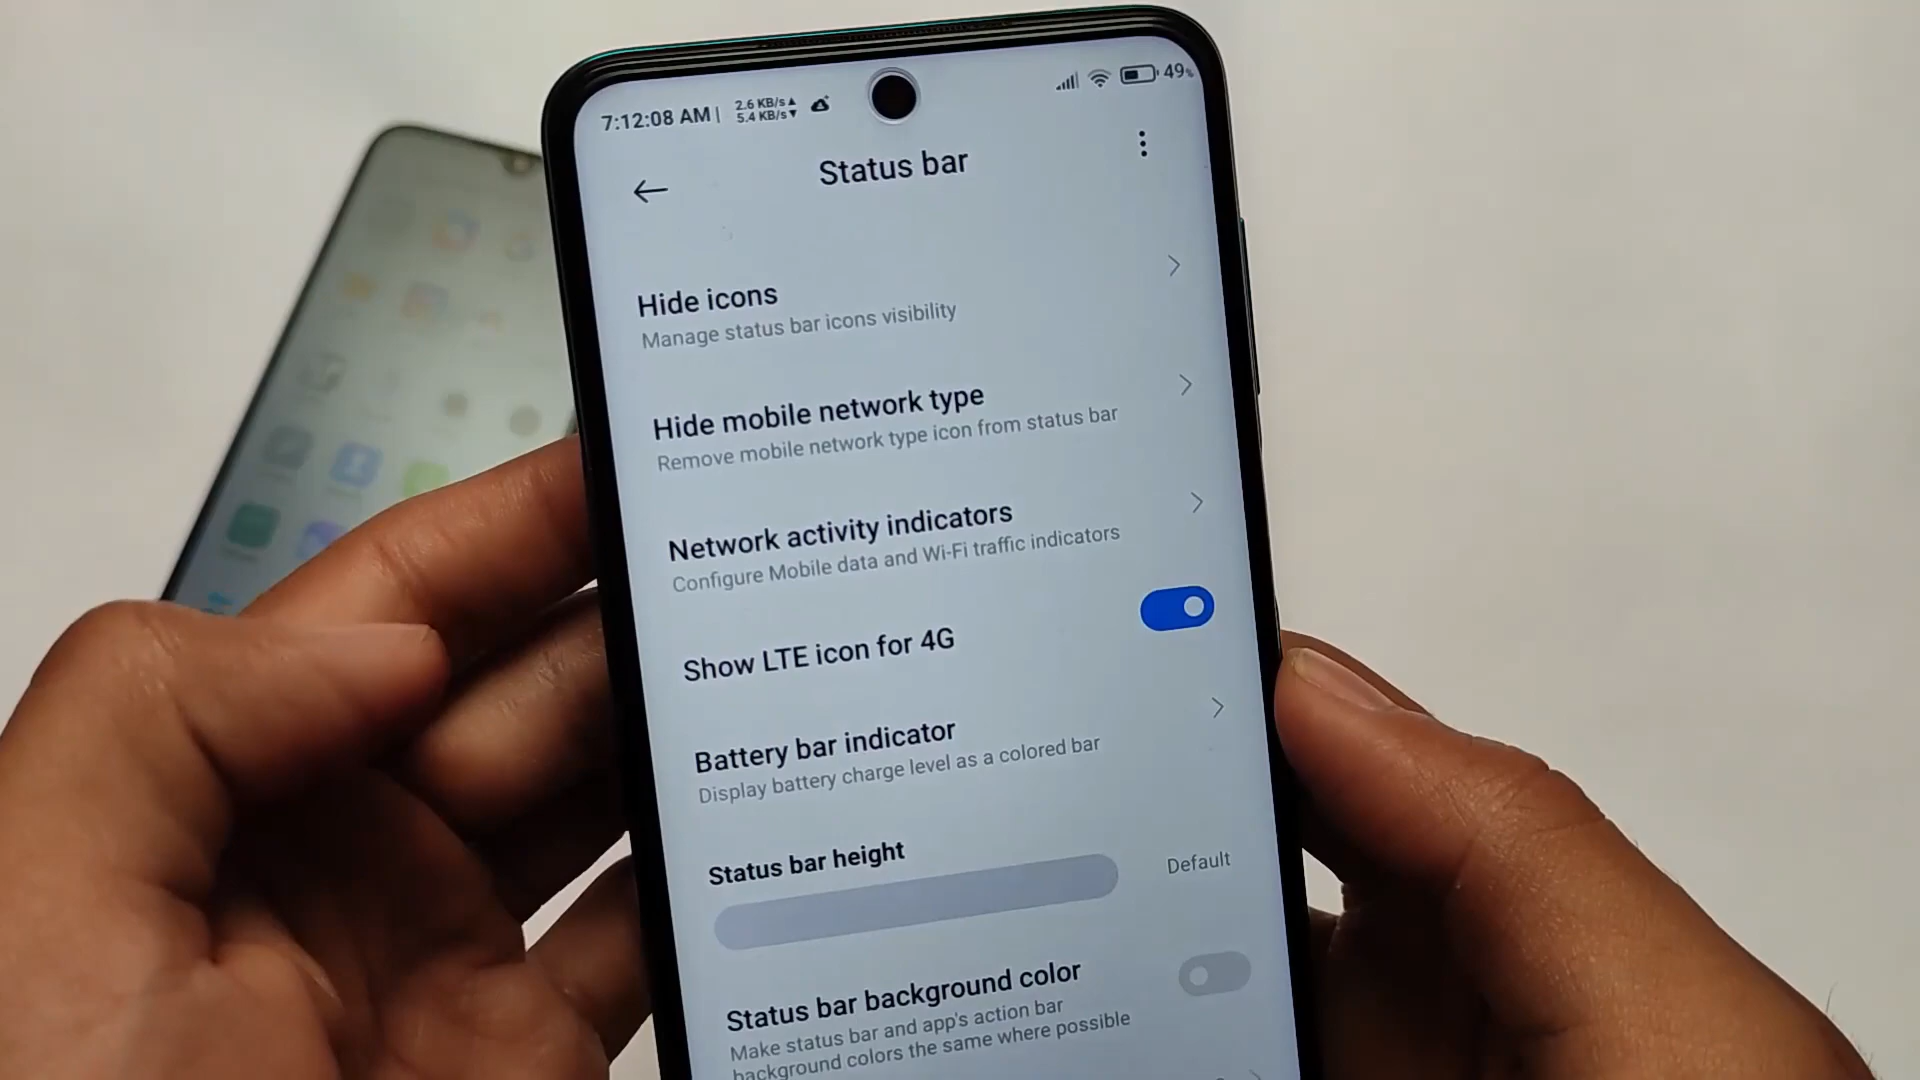 7:12:08 AM | 2.6 KB/s▲
5.4 KB/s▼
49%
Status bar
Hide icons
Manage status bar icons visibility
Hide mobile network type
Remove mobile network type icon from status bar
Network activity indicators
Configure Mobile data and Wi-Fi traffic indicators
Show LTE icon for 4G
Battery bar indicator
Display battery charge level as a colored bar
Status bar height
Default
Status bar background color
Make status bar and app's action bar
background colors the same where possible